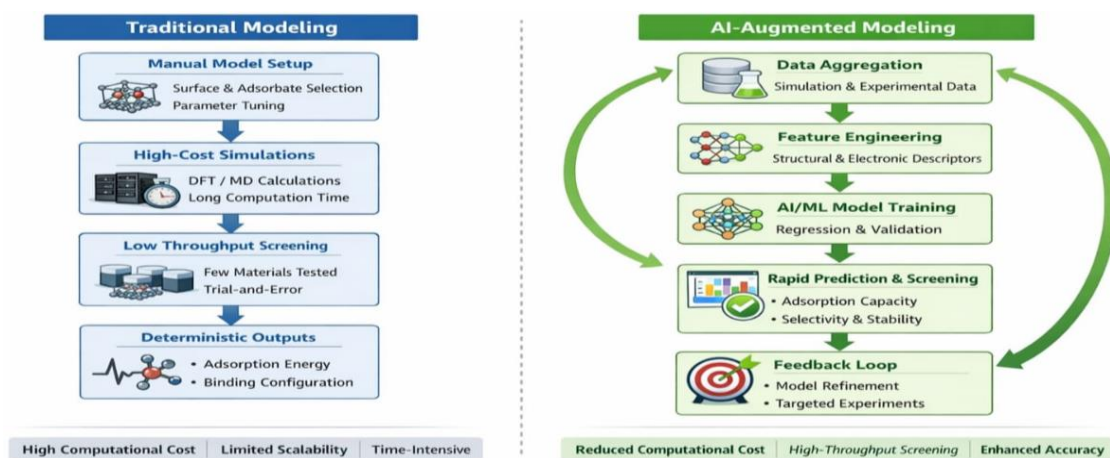 Traditional Modeling
Manual Model Setup
Surface & Adsorbate Selection
Parameter Tuning
High-Cost Simulations
DFT / MD Calculations
Long Computation Time
Low Throughput Screening
Few Materials Tested
Trial-and-Error
Deterministic Outputs
• Adsorption Energy
• Binding Configuration
High Computational Cost | Limited Scalability | Time-Intensive
AI-Augmented Modeling
Data Aggregation
Simulation & Experimental Data
Feature Engineering
Structural & Electronic Descriptors
AI/ML Model Training
Regression & Validation
Rapid Prediction & Screening
• Adsorption Capacity
• Selectivity & Stability
Feedback Loop
• Model Refinement
• Targeted Experiments
Reduced Computational Cost | High-Throughput Screening | Enhanced Accuracy